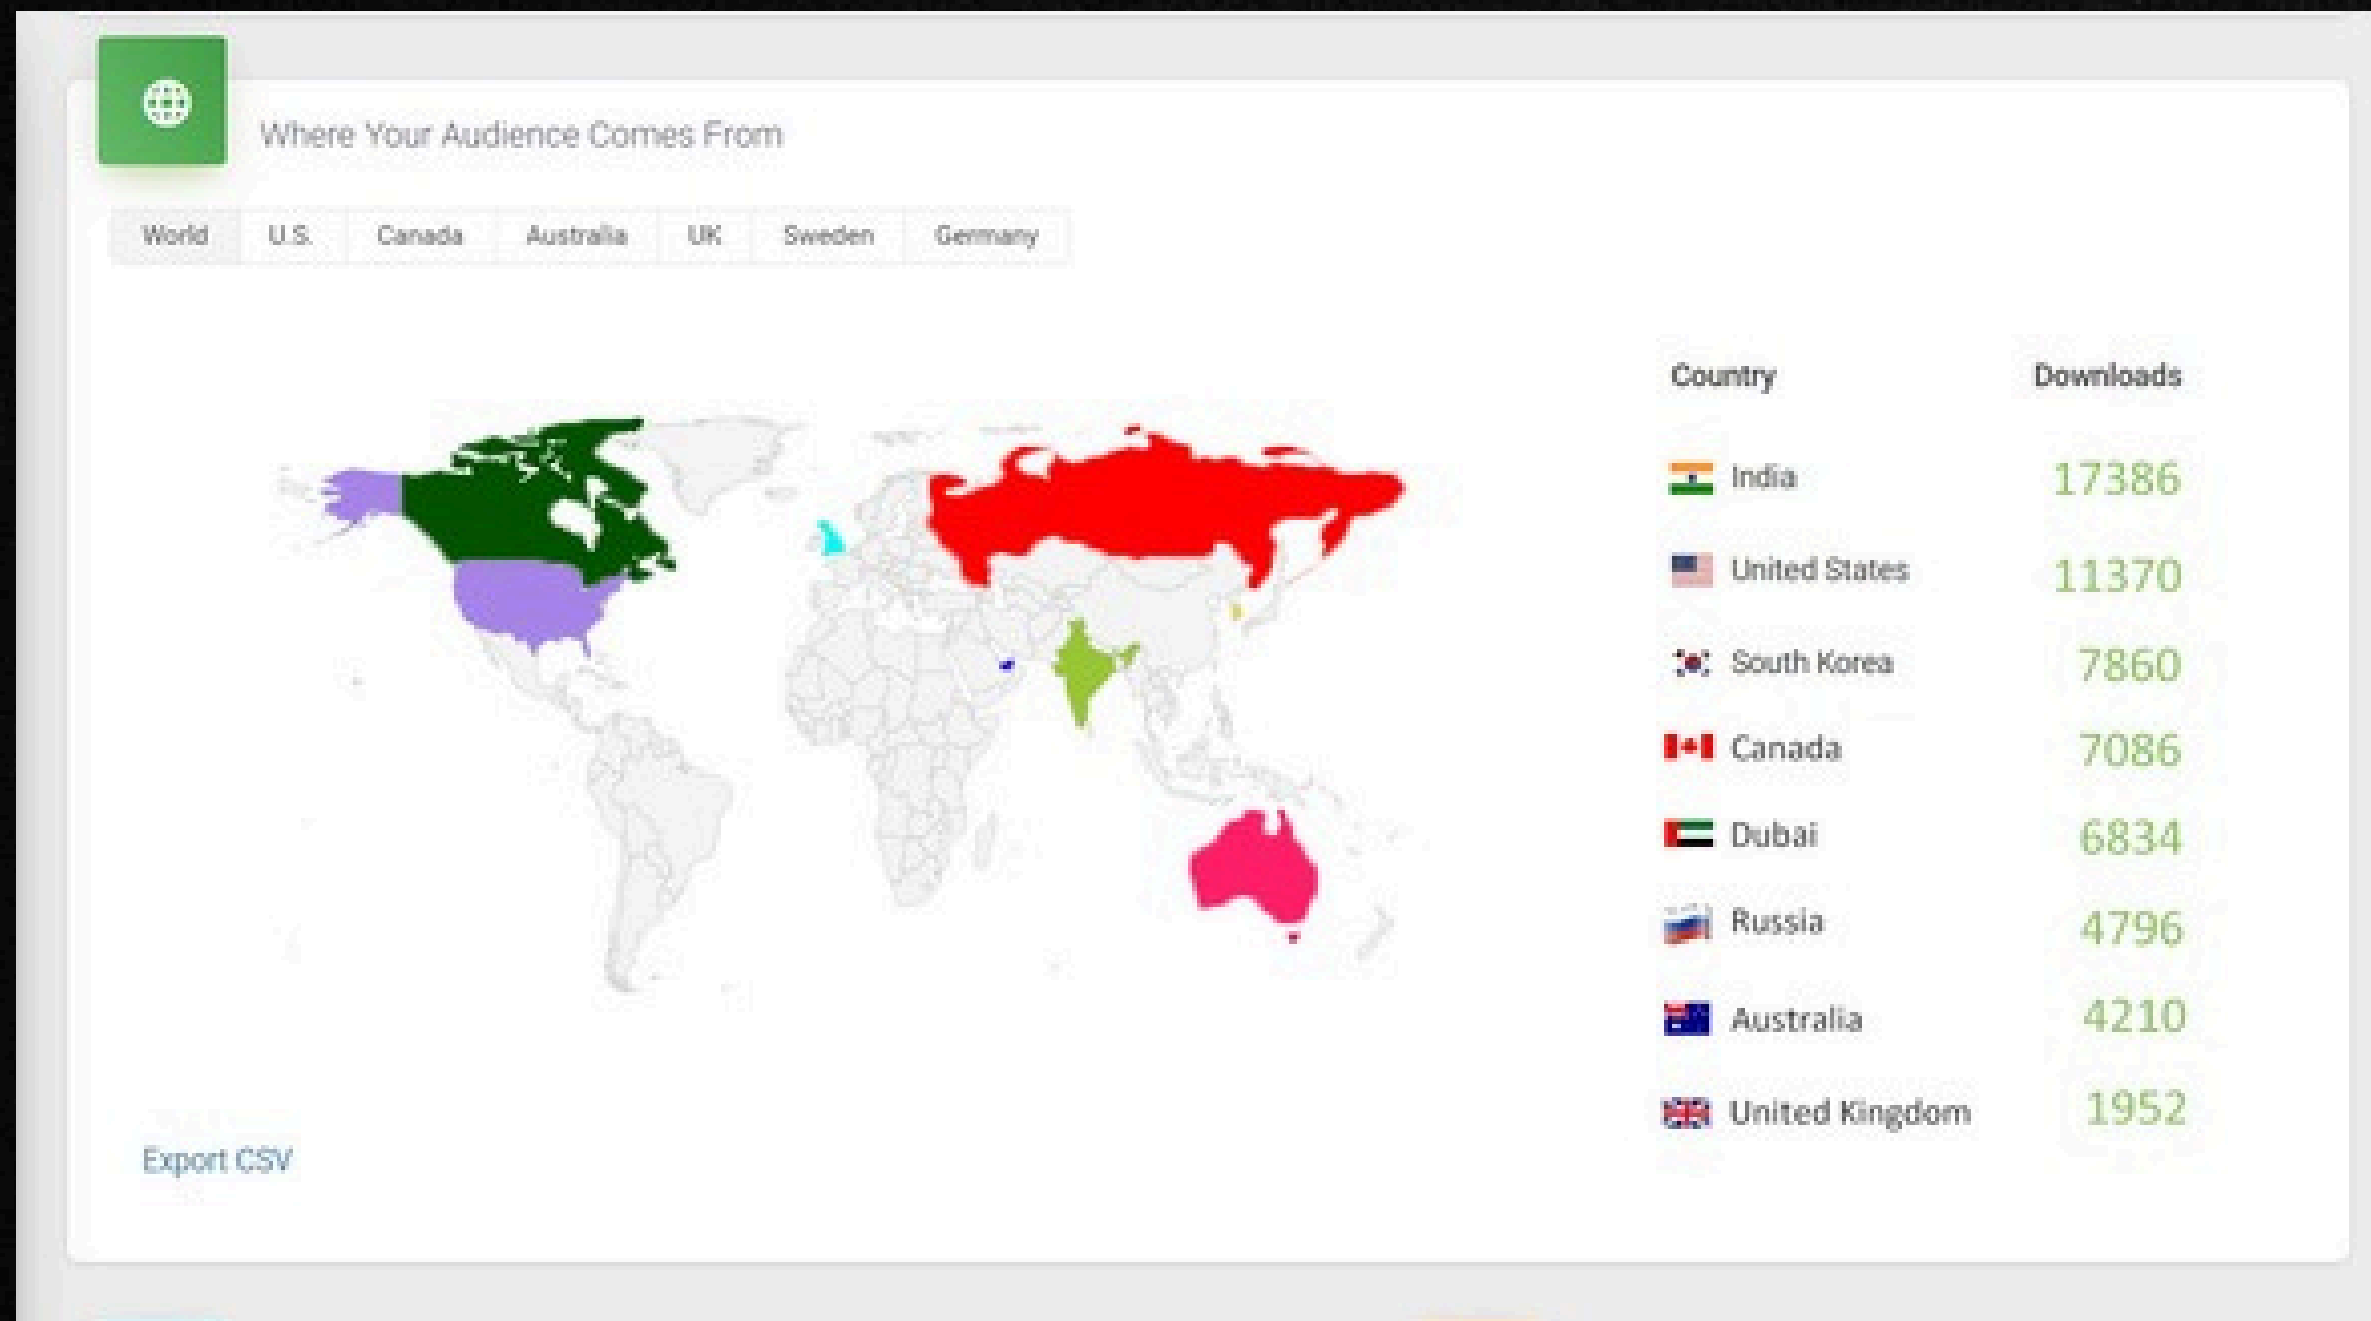 Where Your Audience Comes From
World U.S. Canada Australia UK Sweden Germany
Country Downloads
India 17386
United States 11370
South Korea 7860
Canada 7086
Dubai 6834
Russia 4796
Australia 4210
United Kingdom 1952
Export CSV